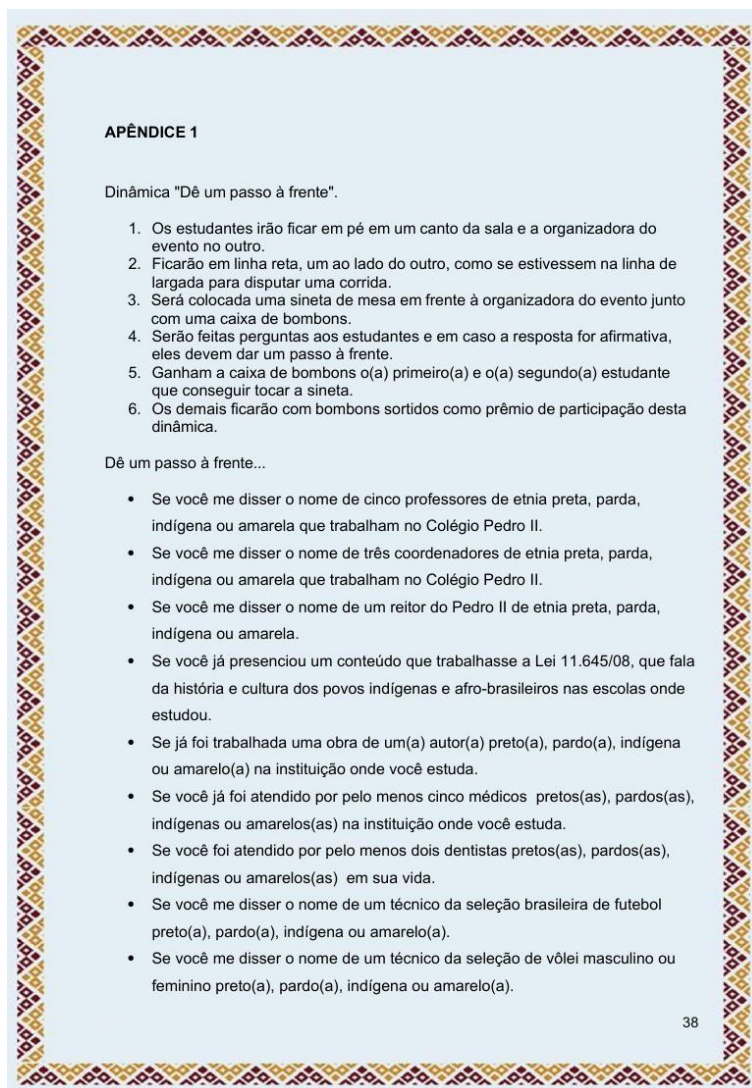 APÊNDICE 1
Dinâmica "Dê um passo à frente".
1. Os estudantes irão ficar em pé em um canto da sala e a organizadora do
evento no outro.
2. Ficarão em linha reta, um ao lado do outro, como se estivessem na linha de
largada para disputar uma corrida.
3. Será colocada uma sineta de mesa em frente à organizadora do evento junto
com uma caixa de bombons.
4. Serão feitas perguntas aos estudantes e em caso a resposta for afirmativa,
eles devem dar um passo à frente.
5. Ganham a caixa de bombons o(a) primeiro(a) e o(a) segundo(a) estudante
que conseguir tocar a sineta.
6. Os demais ficarão com bombons sortidos como prêmio de participação desta
dinâmica.
Dê um passo à frente...
• Se você me disser o nome de cinco professores de etnia preta, parda,
indígena ou amarela que trabalham no Colégio Pedro II.
• Se você me disser o nome de três coordenadores de etnia preta, parda,
indígena ou amarela que trabalham no Colégio Pedro II.
• Se você me disser o nome de um reitor do Pedro II de etnia preta, parda,
indígena ou amarela.
• Se você já presenciou um conteúdo que trabalhasse a Lei 11.645/08, que fala
da história e cultura dos povos indígenas e afro-brasileiros nas escolas onde
estudou.
• Se já foi trabalhada uma obra de um(a) autor(a) preto(a), pardo(a), indígena
ou amarelo(a) na instituição onde você estuda.
• Se você já foi atendido por pelo menos cinco médicos pretos(as), pardos(as),
indígenas ou amarelos(as) na instituição onde você estuda.
• Se você foi atendido por pelo menos dois dentistas pretos(as), pardos(as),
indígenas ou amarelos(as) em sua vida.
• Se você me disser o nome de um técnico da seleção brasileira de futebol
preto(a), pardo(a), indígena ou amarelo(a).
• Se você me disser o nome de um técnico da seleção de vôlei masculino ou
feminino preto(a), pardo(a), indígena ou amarelo(a).
38